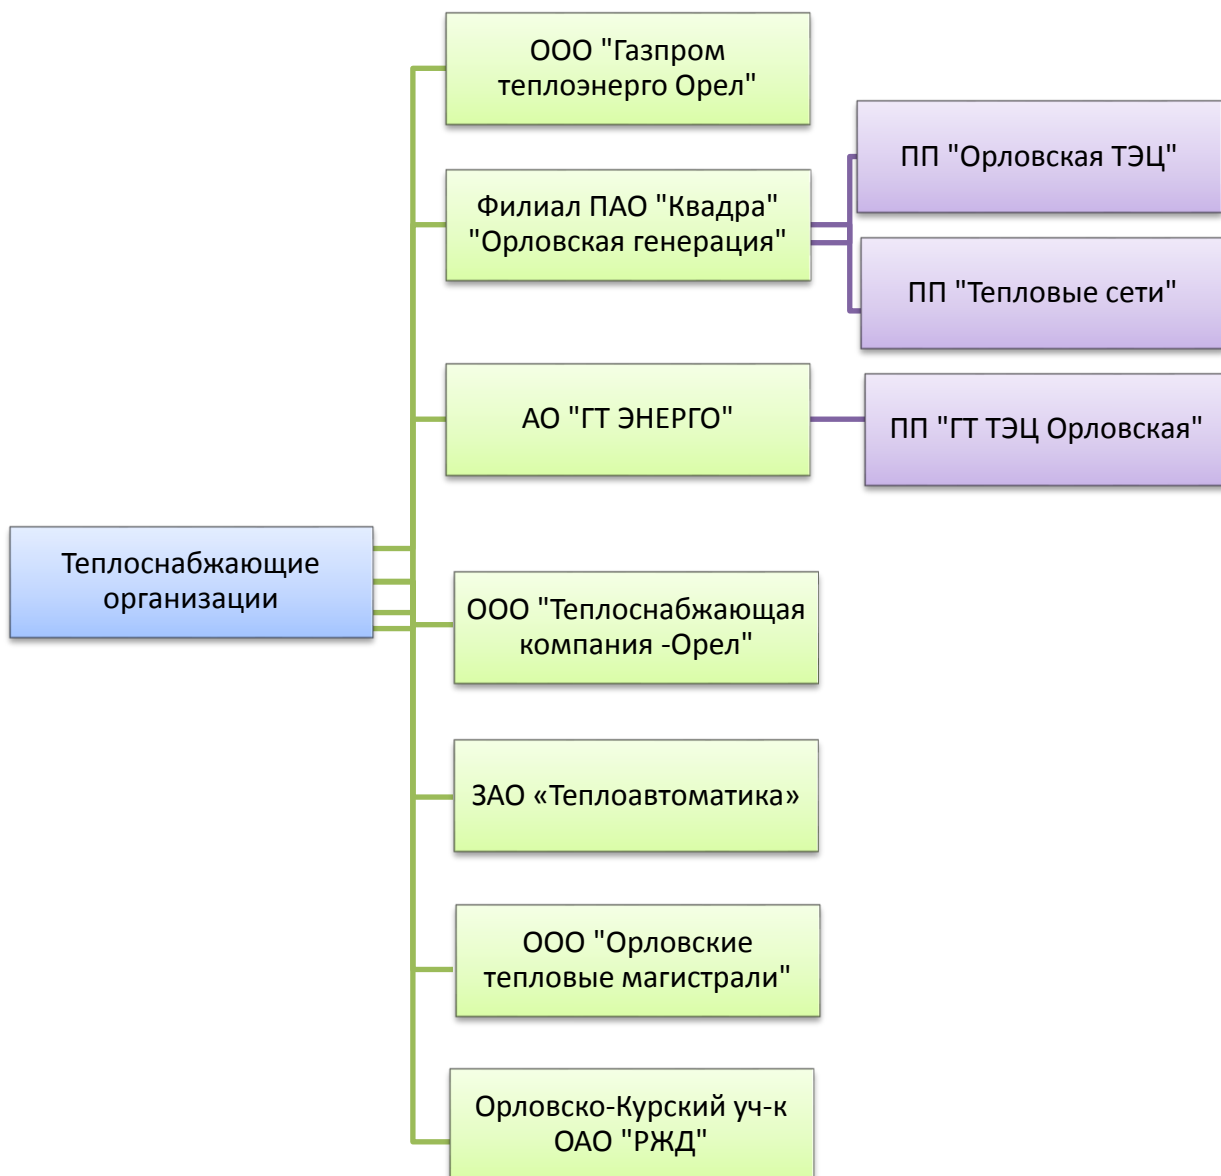 ООО "Газпром
теплоэнерго Орел"
Филиал ПАО "Квадра"
"Орловская генерация"
ПП "Орловская ТЭЦ"
ПП "Тепловые сети"
АО "ГТ ЭНЕРГО"
ПП "ГТ ТЭЦ Орловская"
Теплоснабжающие
организации
ООО "Теплоснабжающая
компания -Орел"
ЗАО «Теплоавтоматика»
ООО "Орловские
тепловые магистрали"
Орловско-Курский уч-к
ОАО "РЖД"